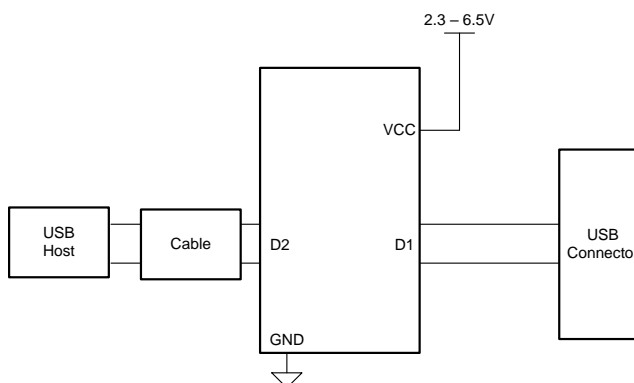 2.3 – 6.5V
VCC
USB
Host
Cable
D2
D1
USB
Connecto
GND